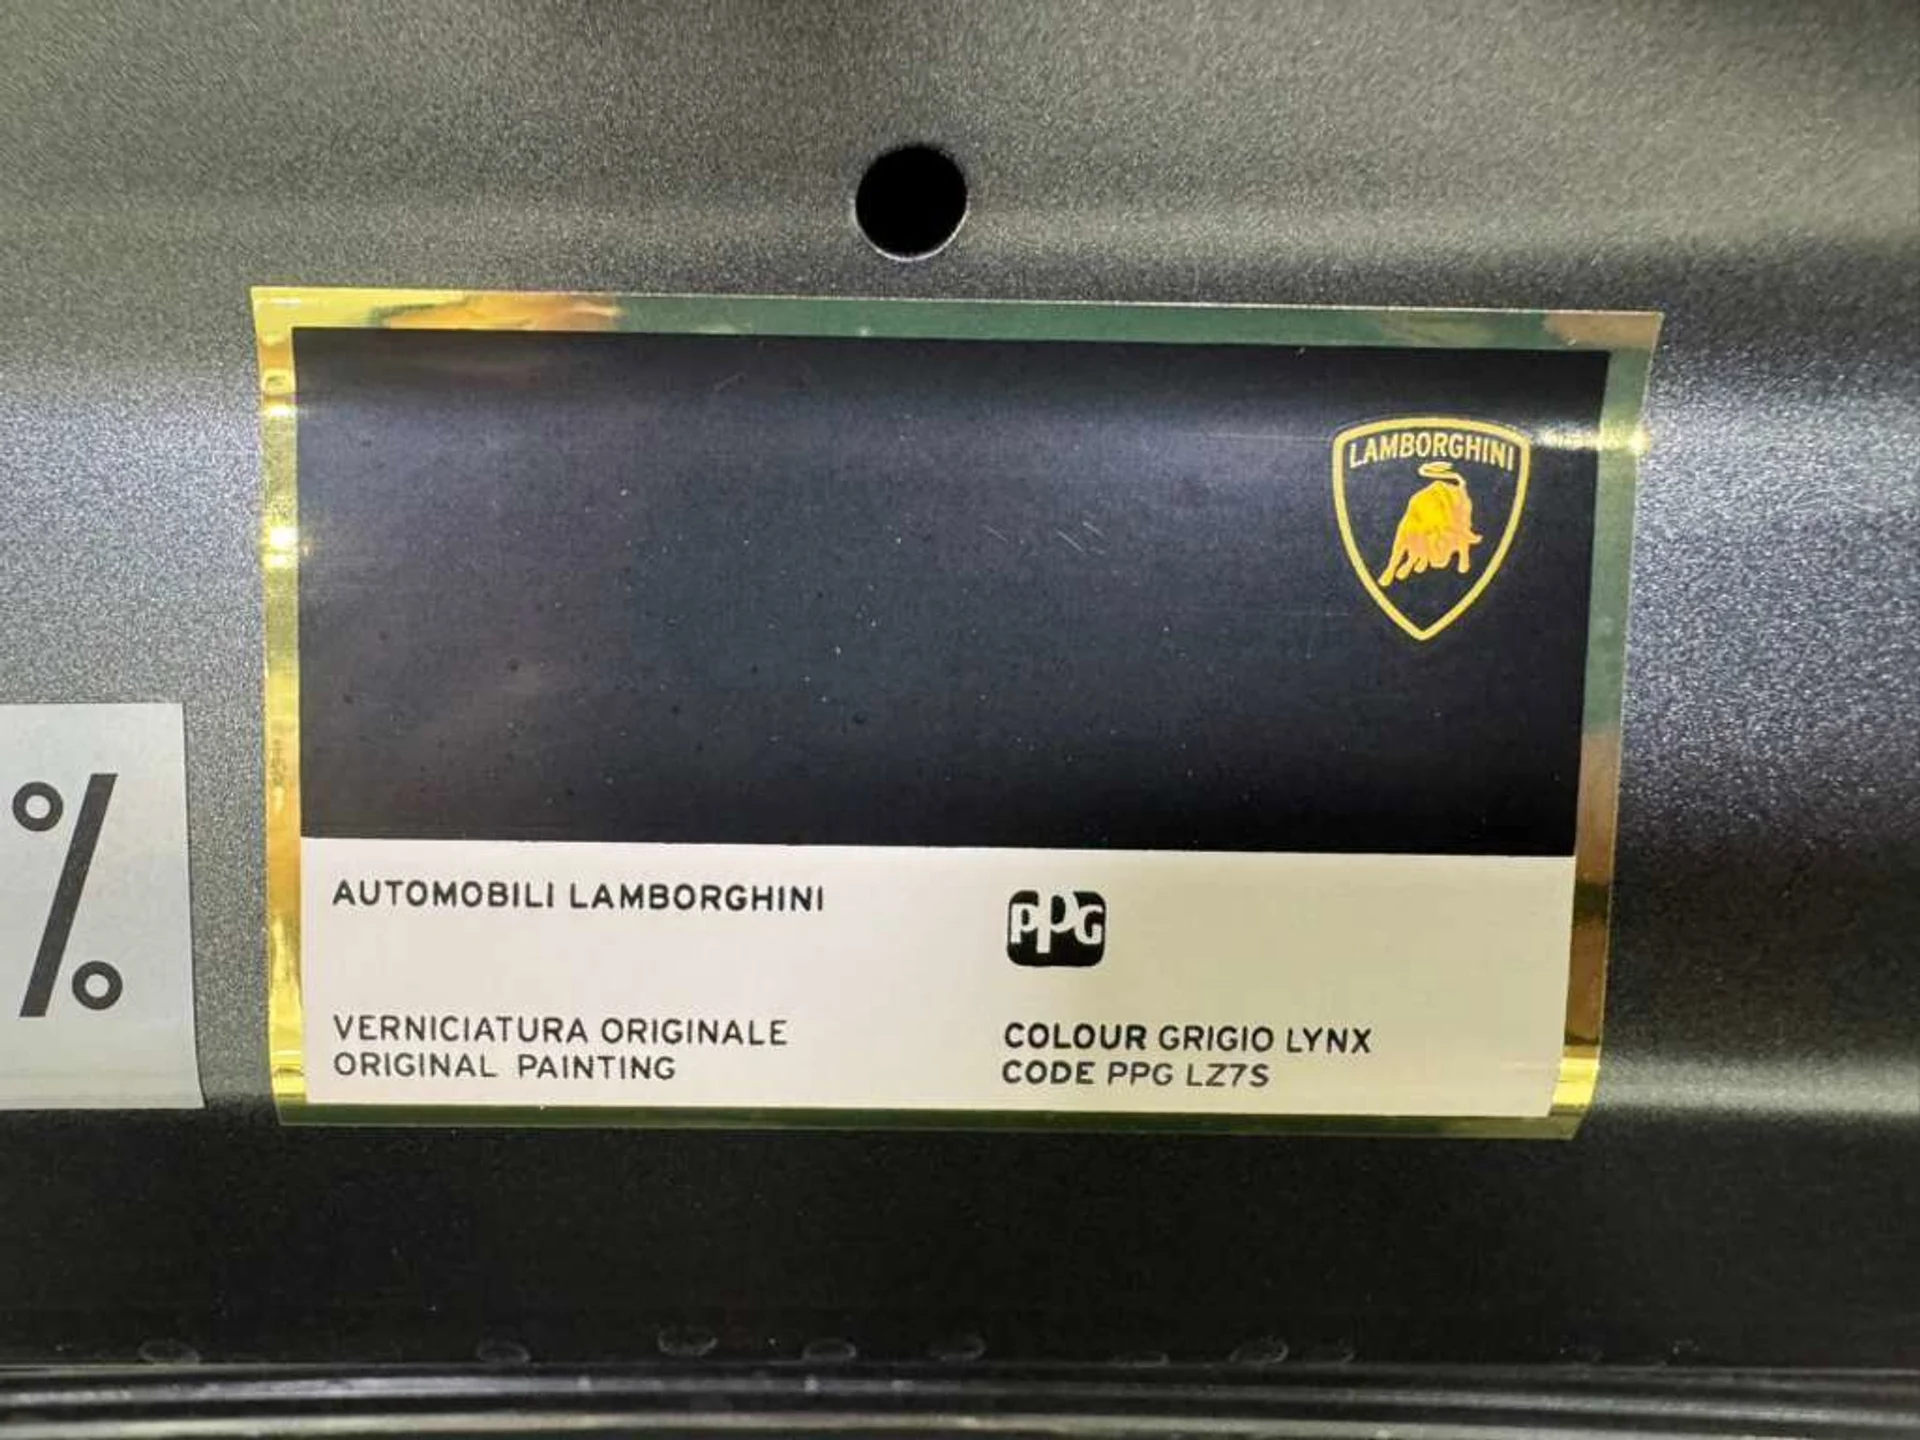 LAMBORGHINI
%
AUTOMOBILI LAMBORGHINI
PPG
VERNICIATURA ORIGINALE
ORIGINAL PAINTING
COLOUR GRIGIO LYNX
CODE PPG LZ7S